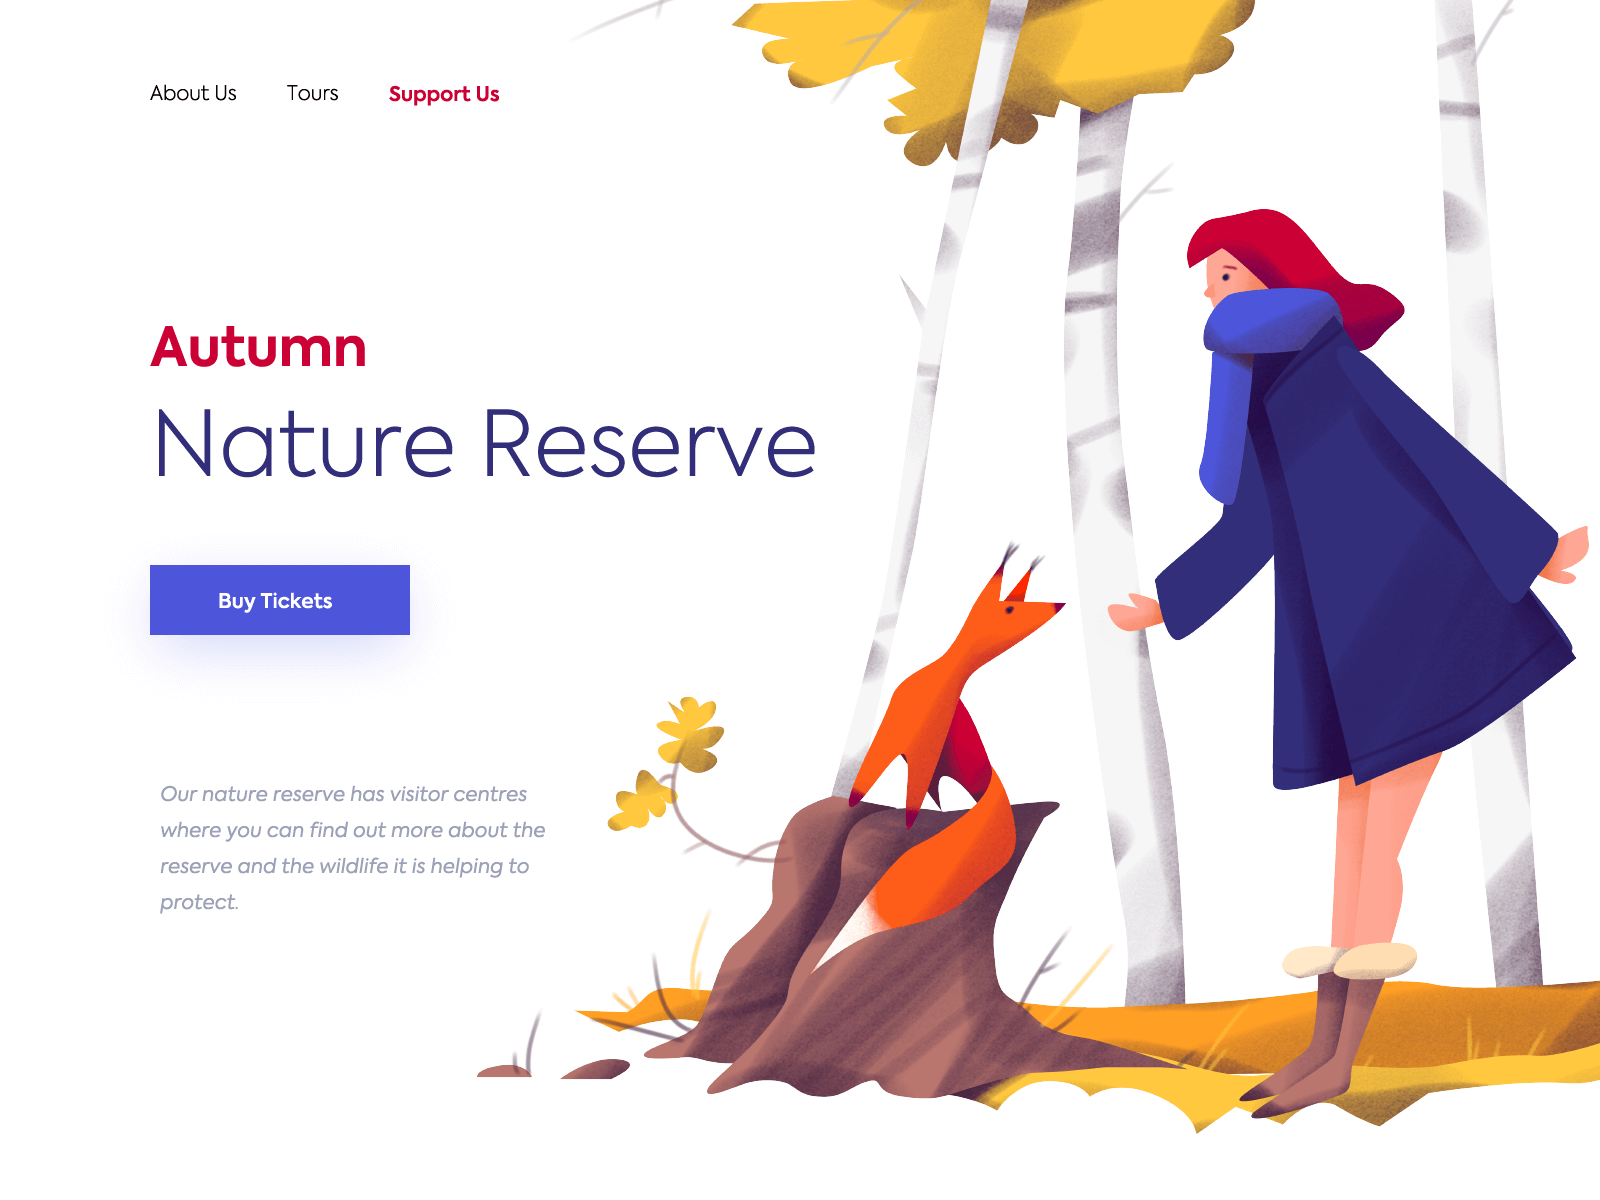 About Us Tours Support Us
Autumn
Nature Reserve
Buy Tickets
Our nature reserve has visitor centres
where you can find out more about the
reserve and the wildlife it is helping to
protect.